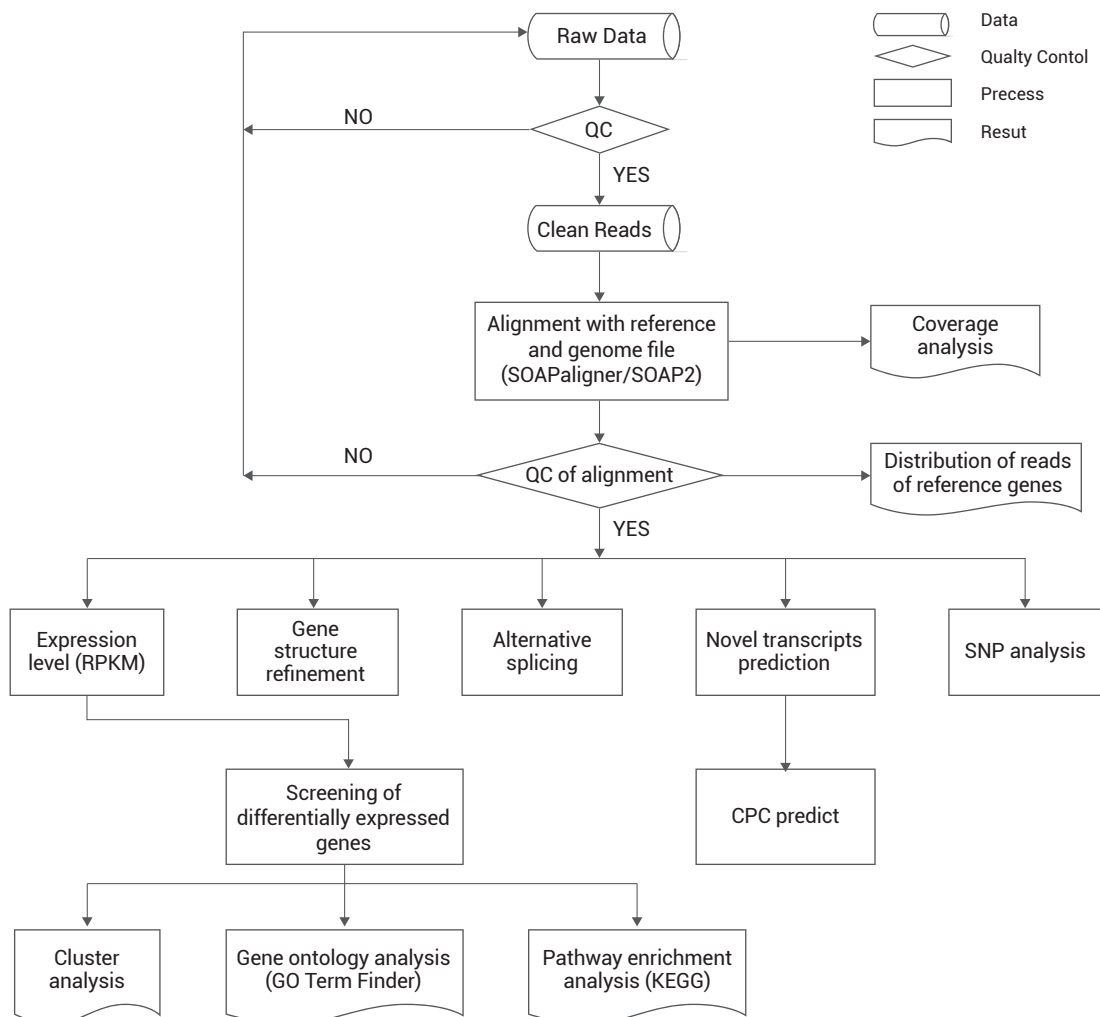 Raw Data
Data
Qualty Contol
Precess
Resut
NO
QC
YES
Clean Reads
Alignment with reference
and genome file
(SOAPaligner/SOAP2)
Coverage
analysis
NO
QC of alignment
Distribution of reads
of reference genes
YES
Expression
level (RPKM)
Gene
structure
refinement
Alternative
splicing
Novel transcripts
prediction
SNP analysis
Screening of
differentially expressed
genes
CPC predict
Cluster
analysis
Gene ontology analysis
(GO Term Finder)
Pathway enrichment
analysis (KEGG)